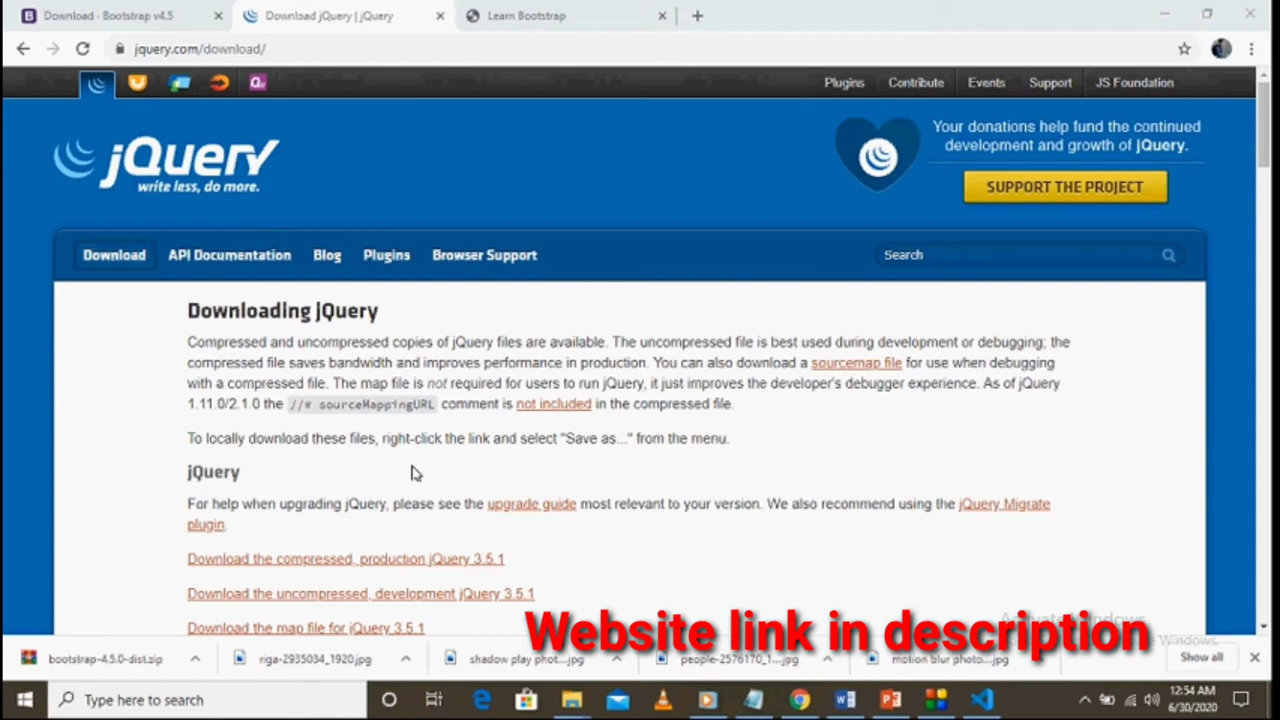 Download · Bootstrap v4.5
Download jQuery | jQuery
Learn Bootstrap
jquery.com/download/
Plugins
Contribute
Events
Support
JS Foundation
jQuery
write less, do more.
Your donations help fund the continued
development and growth of jQuery.
SUPPORT THE PROJECT
Download
API Documentation
Blog
Plugins
Browser Support
Search
Downloading jQuery
Compressed and uncompressed copies of jQuery files are available. The uncompressed file is best used during development or debugging; the
compressed file saves bandwidth and improves performance in production. You can also download a sourcemap file for use when debugging
with a compressed file. The map file is not required for users to run jQuery, it just improves the developer's debugger experience. As of jQuery
1.11.0/2.1.0 the //# sourceMappingURL comment is not included in the compressed file.
To locally download these files, right-click the link and select "Save as..." from the menu.
jQuery
For help when upgrading jQuery, please see the upgrade guide most relevant to your version. We also recommend using the jQuery Migrate
plugin.
Download the compressed, production jQuery 3.5.1
Download the uncompressed, development jQuery 3.5.1
Download the map file for jQuery 3.5.1
Website link in description
Activate Windows
Windows.
bootstrap-4.5.0-dist.zip
riga-2935034_1920.jpg
shadow play phot....jpg
people-2576170_1....jpg
motion blur photo....jpg
Show all
Type here to search
12:54 AM
6/30/2020